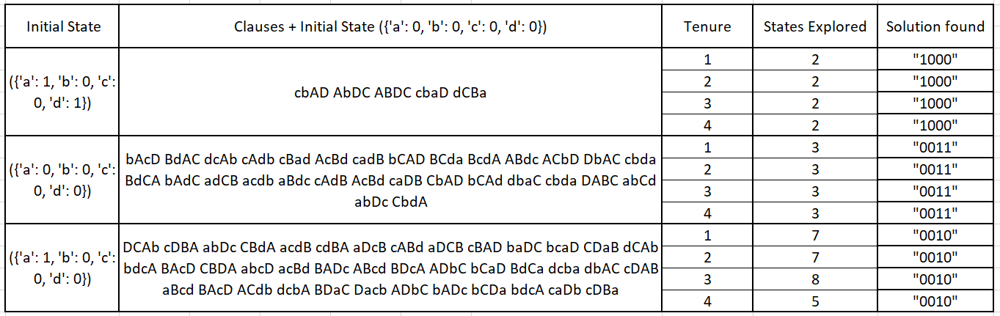 Initial State
Clauses + Initial State ({'a': 0, 'b': 0, 'c': 0, 'd': 0})
Tenure
States Explored
Solution found
({'a': 1, 'b': 0, 'c':
0, 'd': 1})
cbAD AbDC ABDC cbaD dCBa
1 2 "1000"
2 2 "1000"
3 2 "1000"
4 2 "1000"
({'a': 0, 'b': 0, 'c':
0, 'd': 0})
bAcD BdAC dcAb cAdb cBad AcBd cadB bCAD BCda BcdA ABdc ACbD DbAC cbda
BdCA bAdC adCB acdb aBdc cAdB AcBd caDB CbAD bCAd dbaC cbda DABC abCd
abDc CbdA
1 3 "0011"
2 3 "0011"
3 3 "0011"
4 3 "0011"
({'a': 1, 'b': 0, 'c':
0, 'd': 0})
DCAb cDBA abDc CBdA acdB cdBA aDcB cABd aDCB cBAD baDC bcaD CDaB dCAb
bdcA BAcD CBDA abcD acBd BADc ABcd BDcA ADbC bCaD BdCa dcba dbAC cDAB
aBcd BAcD ACdb dcbA BDaC Dacb ADbC bADc bCDa bdcA caDb cDBa
1 7 "0010"
2 7 "0010"
3 8 "0010"
4 5 "0010"